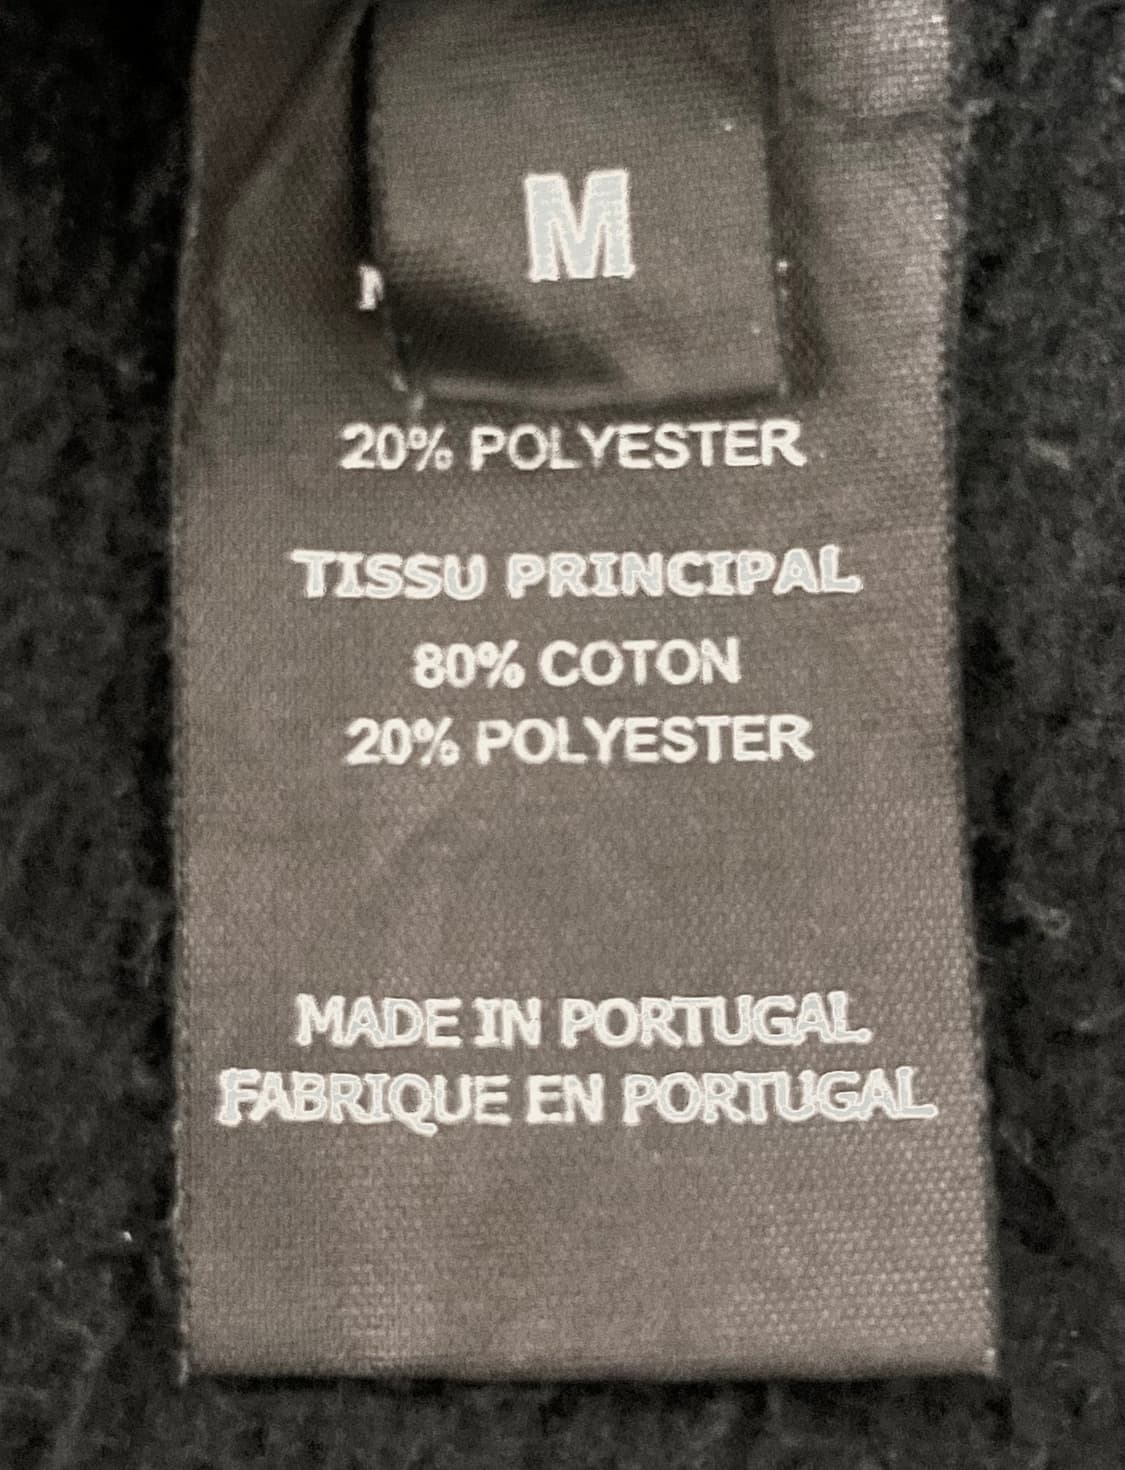 M
20% POLYESTER
TISSU PRINCIPAL
80% COTON
20% POLYESTER
MADE IN PORTUGAL
FABRIQUE EN PORTUGAL